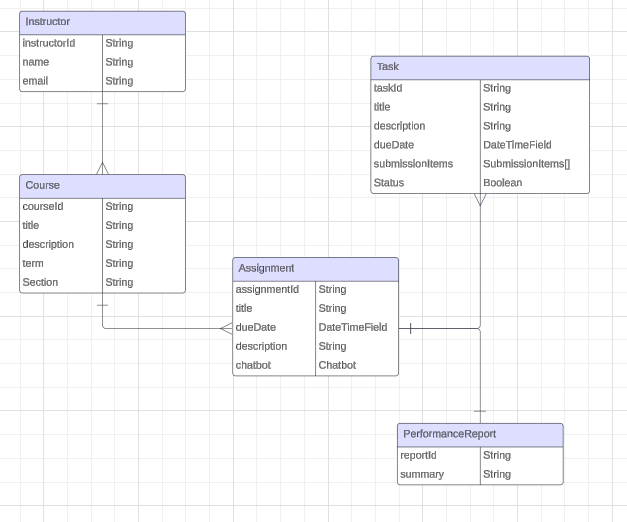 Instructor
instructorId String
name String
email String
Task
taskId String
title String
description String
dueDate DateTimeField
submissionItems SubmissionItems[]
Status Boolean
Course
courseId String
title String
description String
term String
Section String
Assignment
assignmentId String
title String
dueDate DateTimeField
description String
chatbot Chatbot
PerformanceReport
reportId String
summary String